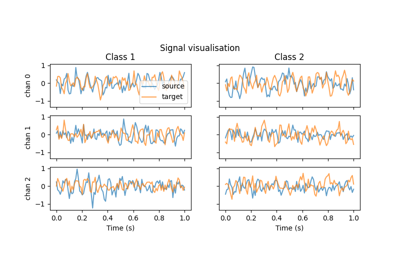 Signal visualisation
Class 1
Class 2
chan 0
1
0
−1
source
target
chan 1
1
0
−1
chan 2
1
0
−1
0.0 0.2 0.4 0.6 0.8 1.0
0.0 0.2 0.4 0.6 0.8 1.0
Time (s)
Time (s)